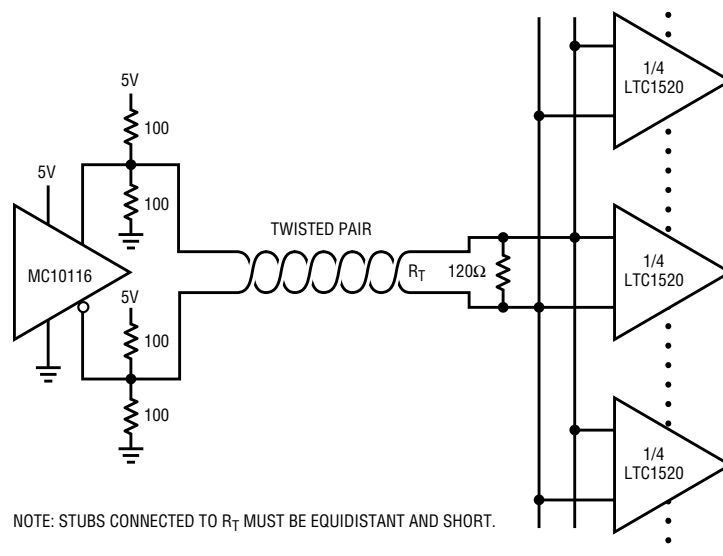 5V
100
5V
100
MC10116
5V
100
100
TWISTED PAIR
R_T
120Ω
1/4
LTC1520
1/4
LTC1520
1/4
LTC1520
NOTE: STUBS CONNECTED TO R_T MUST BE EQUIDISTANT AND SHORT.